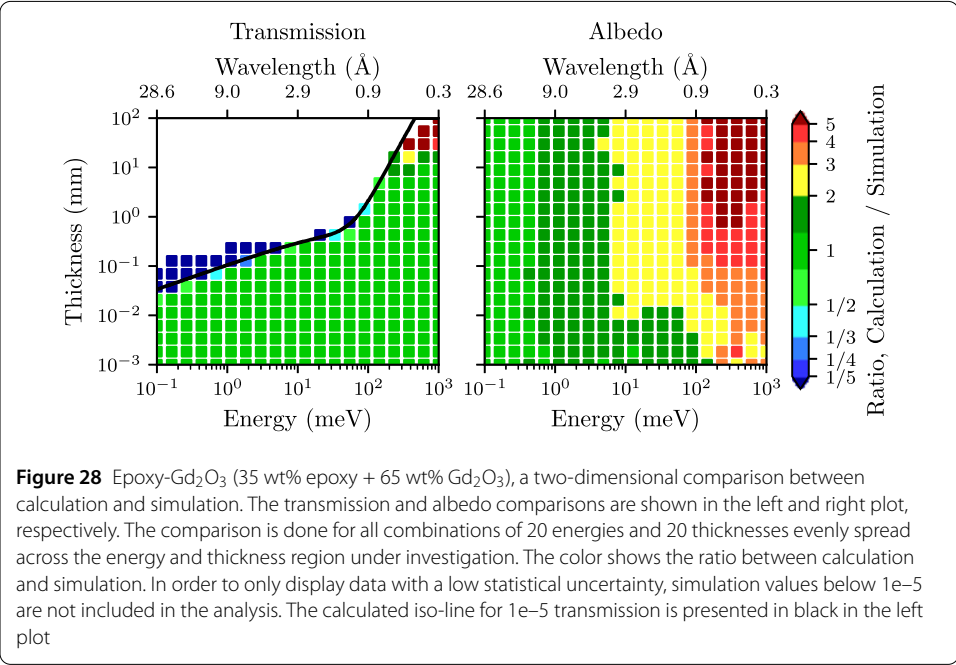 Transmission
Albedo
Wavelength (Å)
Wavelength (Å)
28.6 9.0 2.9 0.9 0.3
28.6 9.0 2.9 0.9 0.3
Thickness (mm)
10²
10¹
10⁰
10⁻¹
10⁻²
10⁻³
10⁻¹ 10⁰ 10¹ 10² 10³
10⁻¹ 10⁰ 10¹ 10² 10³
Energy (meV)
Energy (meV)
5
4
3
2
1
1/2
1/3
1/4
1/5
Ratio, Calculation / Simulation
Figure 28 Epoxy-Gd₂O₃ (35 wt% epoxy + 65 wt% Gd₂O₃), a two-dimensional comparison between
calculation and simulation. The transmission and albedo comparisons are shown in the left and right plot,
respectively. The comparison is done for all combinations of 20 energies and 20 thicknesses evenly spread
across the energy and thickness region under investigation. The color shows the ratio between calculation
and simulation. In order to only display data with a low statistical uncertainty, simulation values below 1e–5
are not included in the analysis. The calculated iso-line for 1e–5 transmission is presented in black in the left
plot